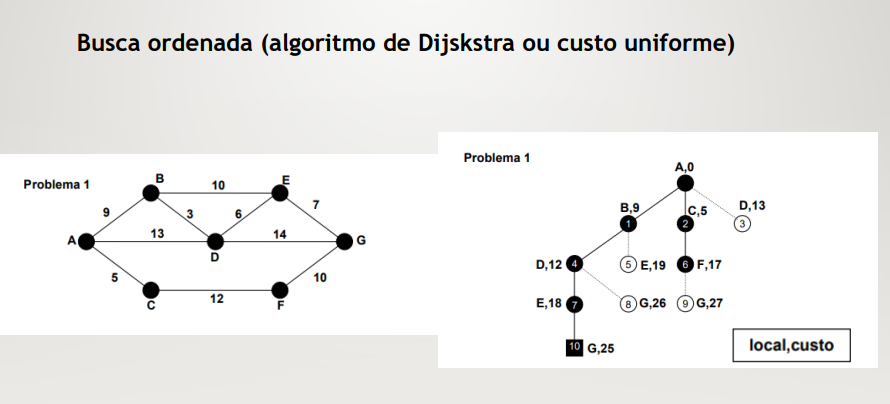 Busca ordenada (algoritmo de Dijskstra ou custo uniforme)
Problema 1
B
10
E
9
3
6
7
A
13
14
G
D
5
10
C
12
F
Problema 1
A,0
B,9
C,5
D,13
1
2
3
D,12
4
5
E,19
6
F,17
E,18
7
8
G,26
9
G,27
10
G,25
local,custo